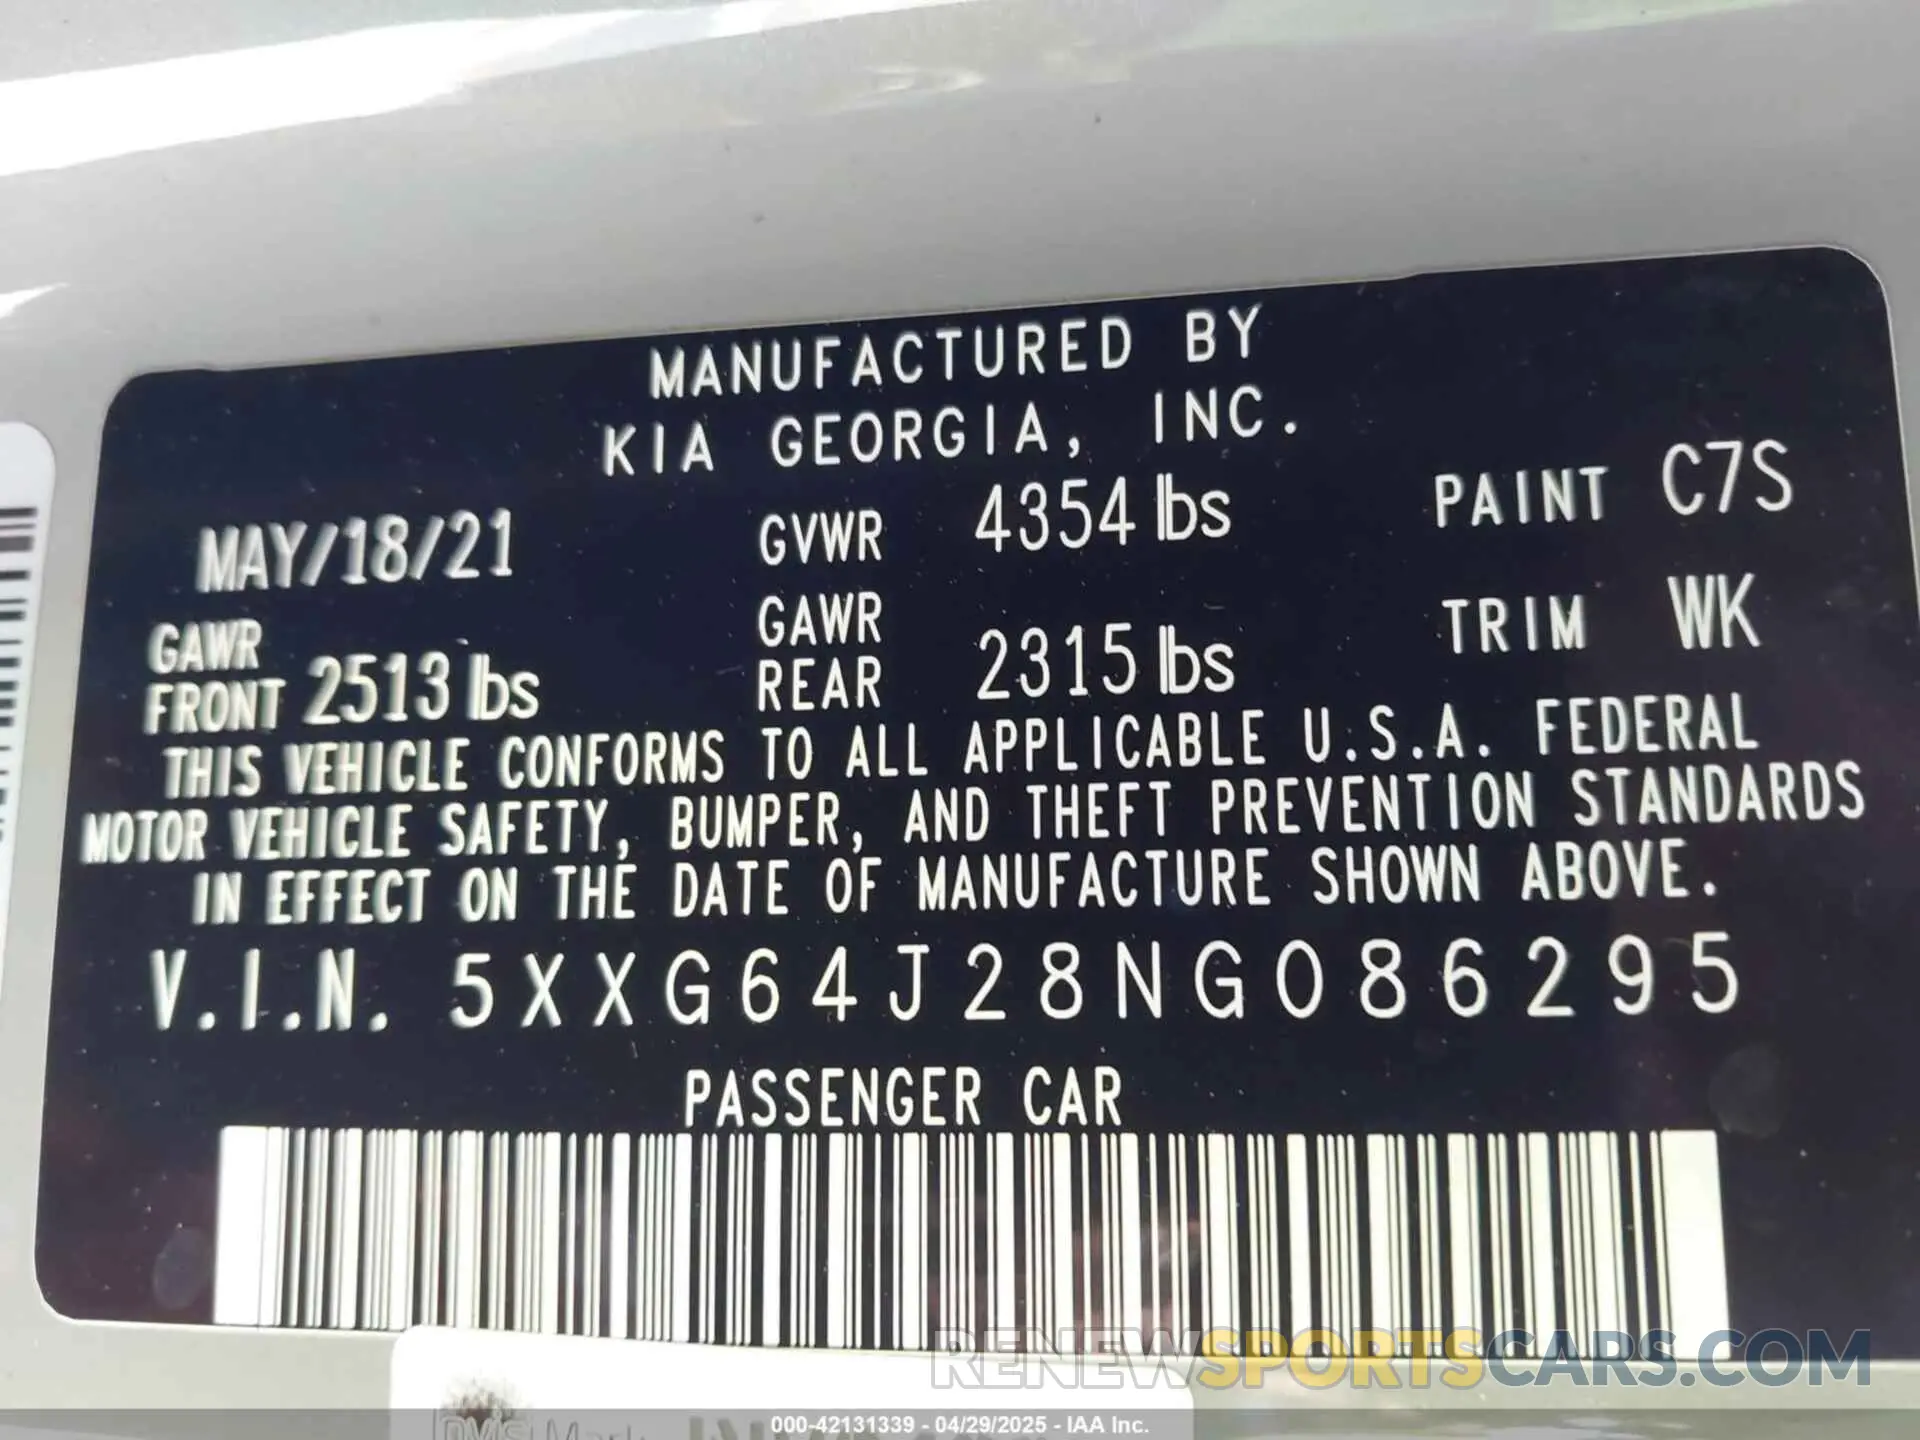 MANUFACTURED BY
KIA GEORGIA, INC.
MAY/18/21 GVWR 4354 lbs PAINT C7S
GAWR FRONT 2513 lbs GAWR REAR 2315 lbs TRIM WK
THIS VEHICLE CONFORMS TO ALL APPLICABLE U.S.A. FEDERAL
MOTOR VEHICLE SAFETY, BUMPER, AND THEFT PREVENTION STANDARDS
IN EFFECT ON THE DATE OF MANUFACTURE SHOWN ABOVE.
V.I.N. 5XXG64J28NG086295
PASSENGER CAR
RENEWSPORTSCARS.COM
000-42131339 - 04/29/2025 - IAA Inc.